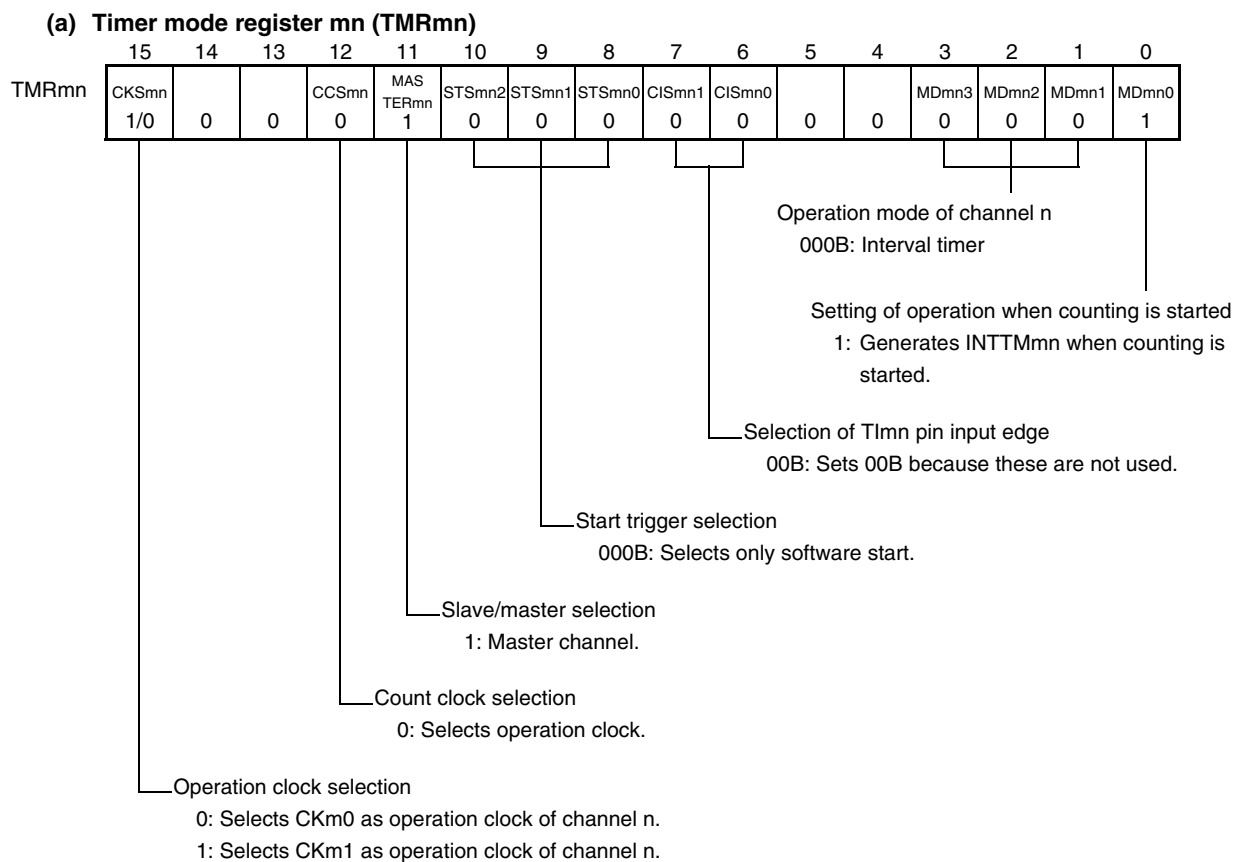 (a) Timer mode register mn (TMRmn)
15 14 13 12 11 10 9 8 7 6 5 4 3 2 1 0
TMRmn CKSmn CCSmn MAS TERmn STSmn2 STSmn1 STSmn0 CISmn1 CISmn0 MDmn3 MDmn2 MDmn1 MDmn0
1/0 0 0 0 1 0 0 0 0 0 0 0 0 0 0 1
Operation mode of channel n
000B: Interval timer
Setting of operation when counting is started
1: Generates INTTMmn when counting is
started.
Selection of TImn pin input edge
00B: Sets 00B because these are not used.
Start trigger selection
000B: Selects only software start.
Slave/master selection
1: Master channel.
Count clock selection
0: Selects operation clock.
Operation clock selection
0: Selects CKm0 as operation clock of channel n.
1: Selects CKm1 as operation clock of channel n.